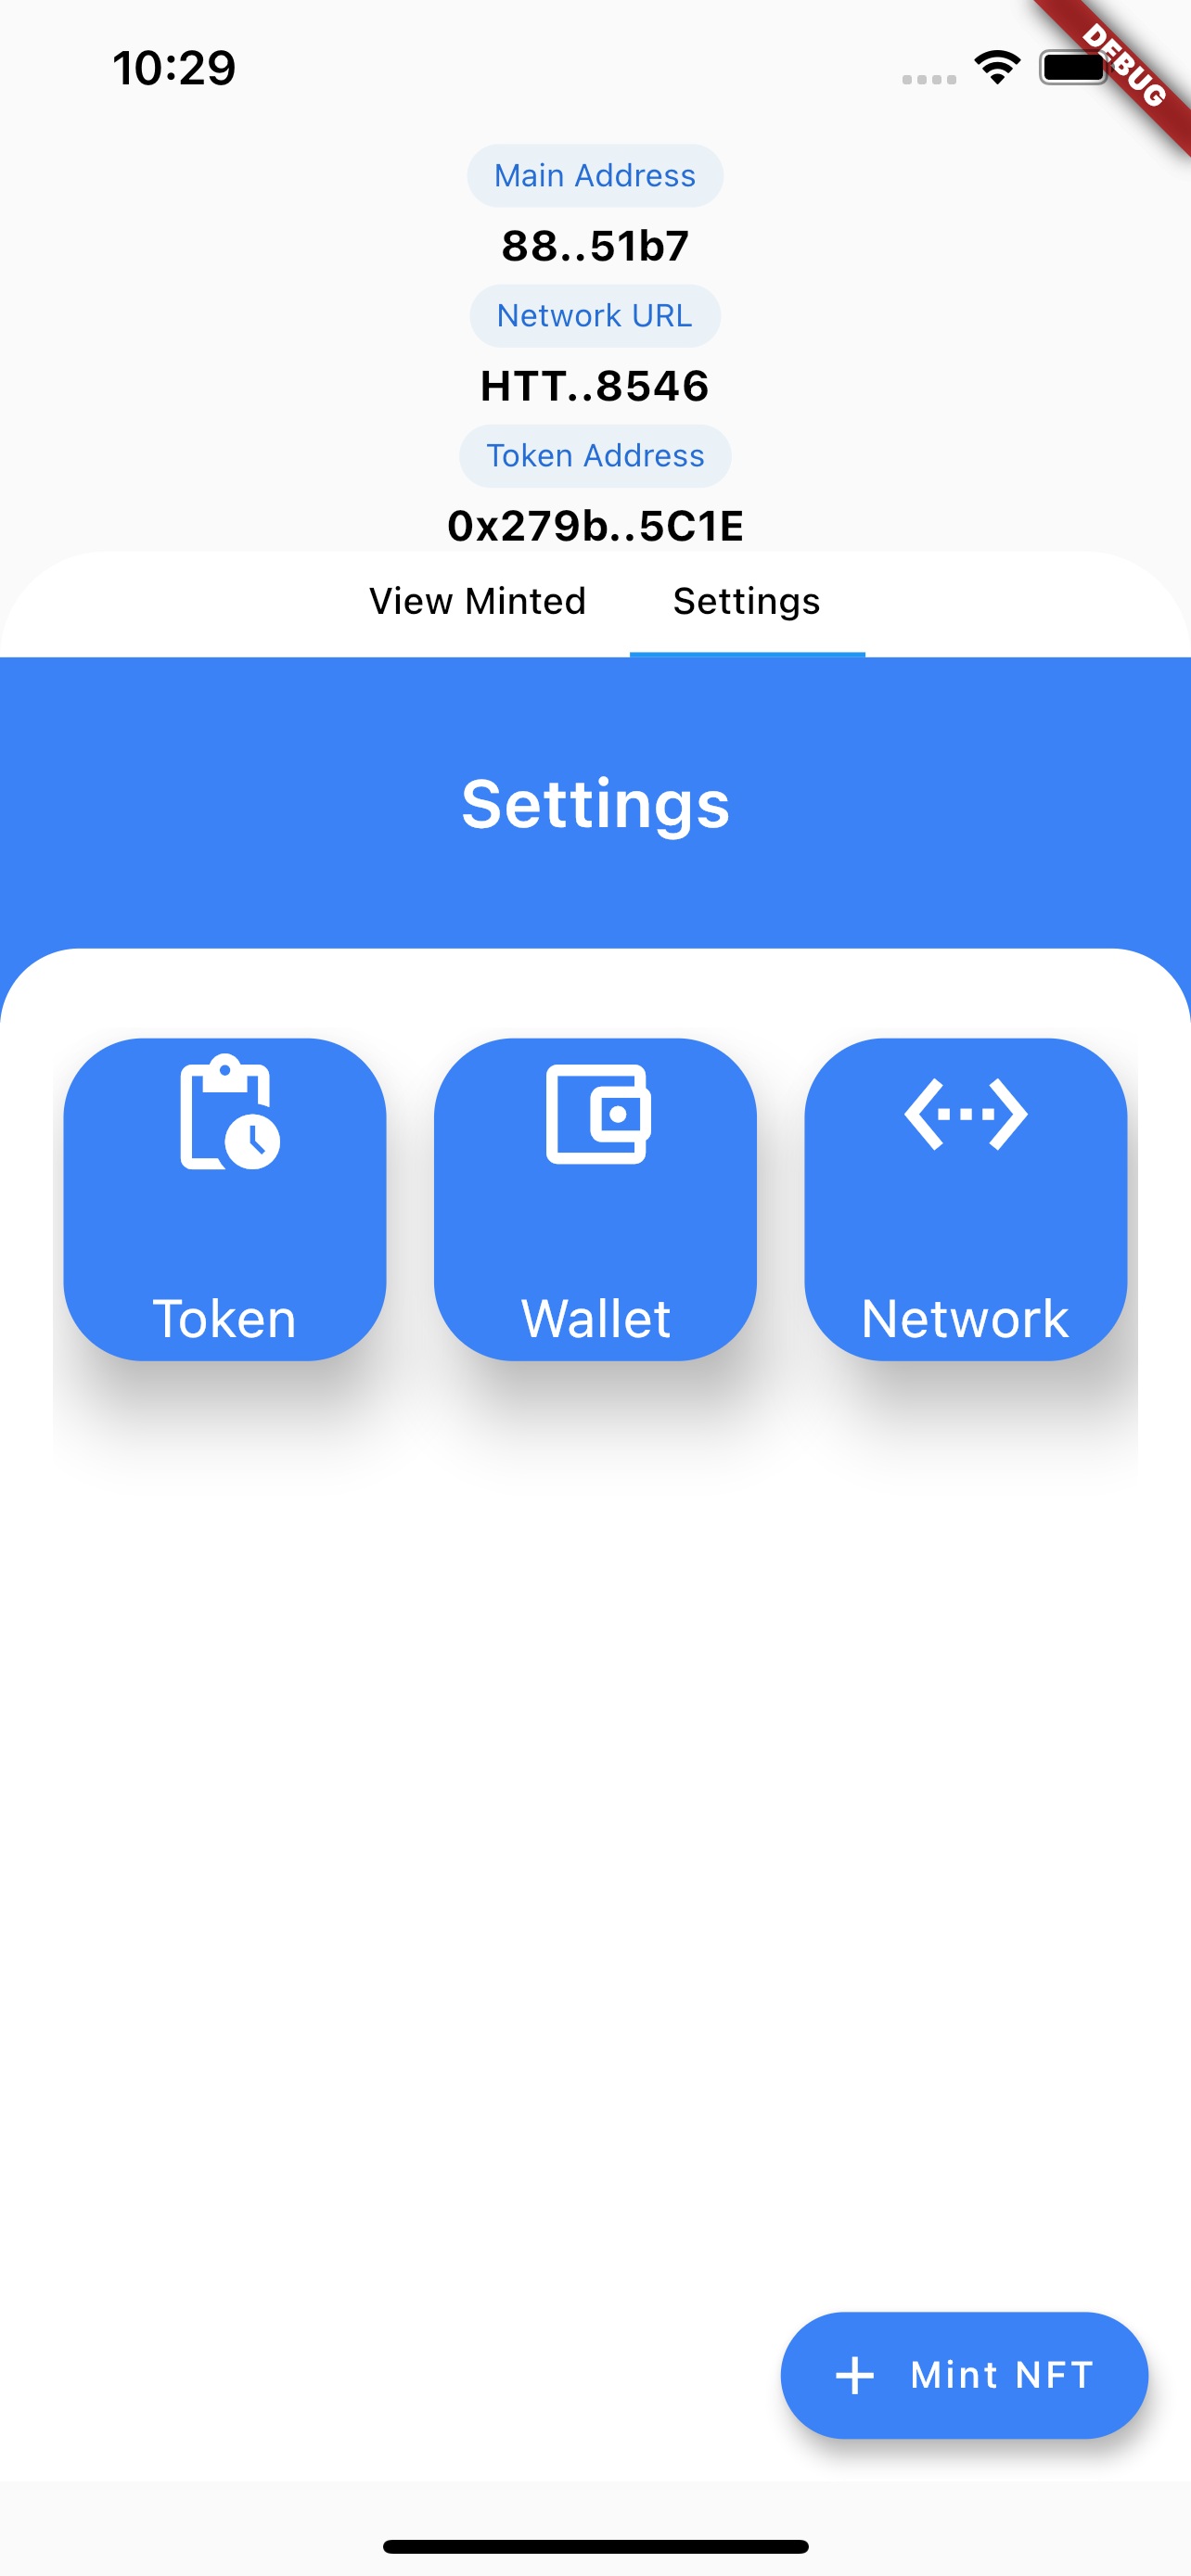 10:29
DEBUG
Main Address
88..51b7
Network URL
HTT..8546
Token Address
0x279b..5C1E
View Minted Settings
Settings
Token Wallet Network
+ Mint NFT